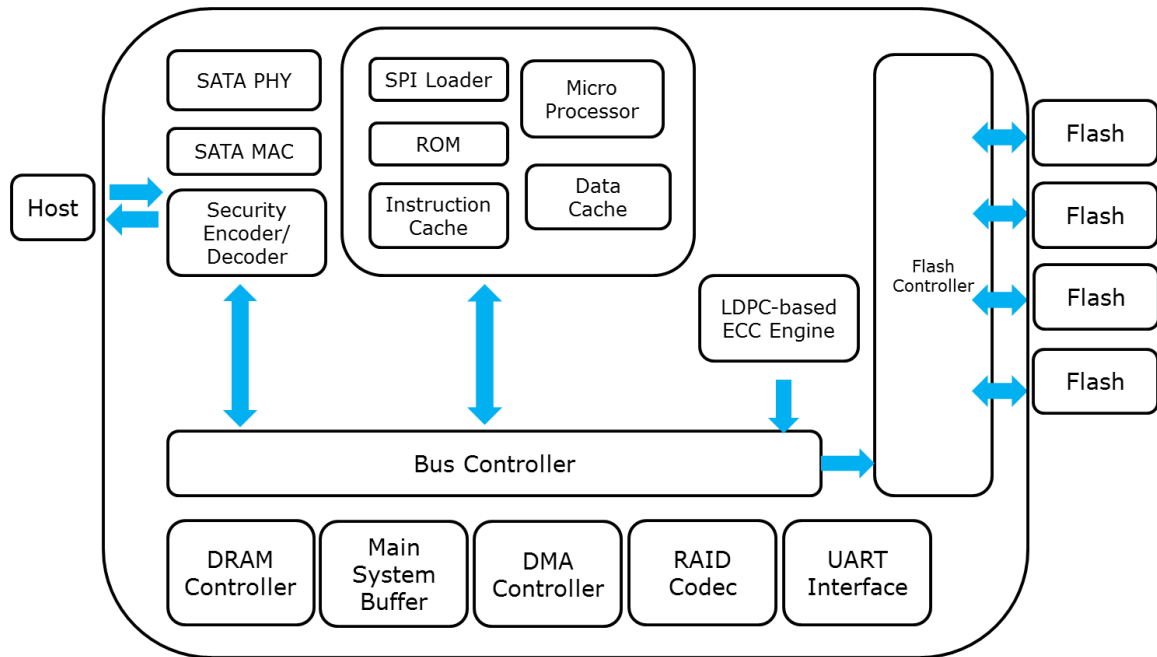 SATA PHY
SATA MAC
Host
Security
Encoder/
Decoder
SPI Loader
ROM
Instruction
Cache
Micro
Processor
Data
Cache
LDPC-based
ECC Engine
Flash
Controller
Flash
Flash
Flash
Flash
Bus Controller
DRAM
Controller
Main
System
Buffer
DMA
Controller
RAID
Codec
UART
Interface